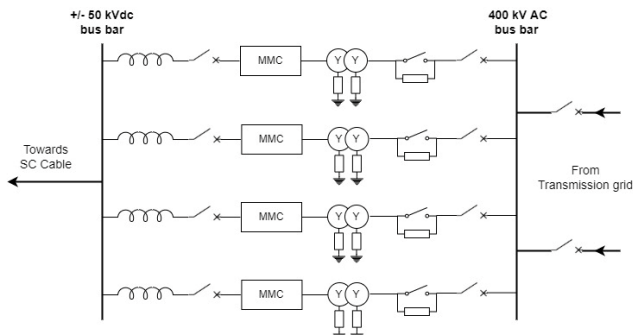 +/- 50 kVdc
bus bar
400 kV AC
bus bar
MMC
Y Y
MMC
Y Y
Towards
SC Cable
From
Transmission grid
MMC
Y Y
MMC
Y Y